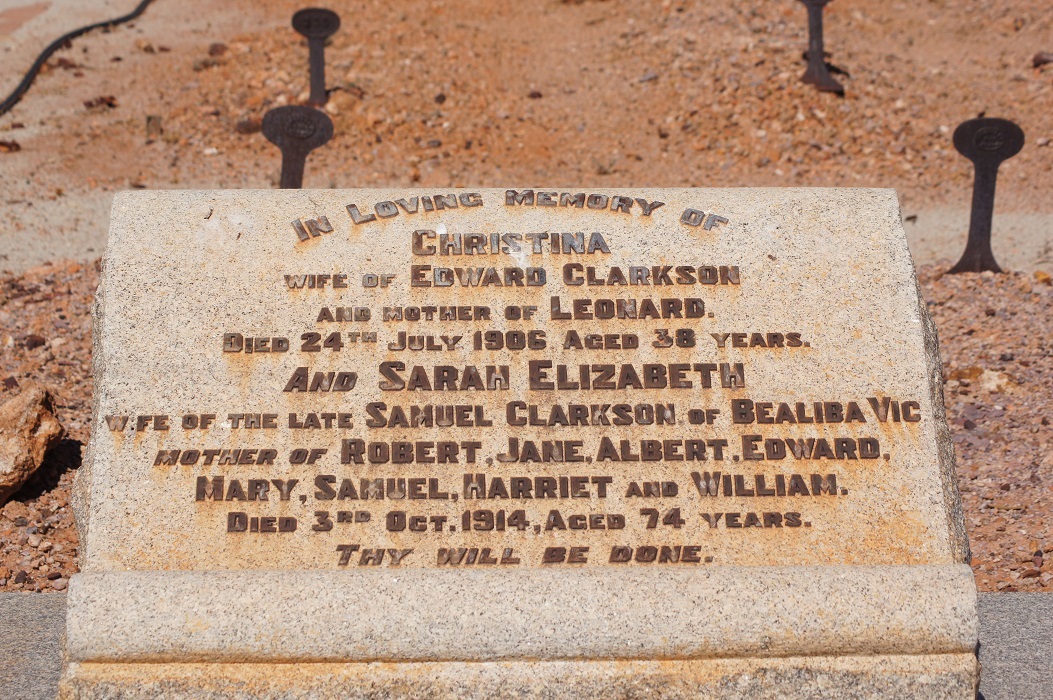 IN LOVING MEMORY OF
CHRISTINA
WIFE OF EDWARD CLARKSON
AND MOTHER OF LEONARD.
DIED 24TH JULY 1906 AGED 38 YEARS.
AND SARAH ELIZABETH
WIFE OF THE LATE SAMUEL CLARKSON. OF BEALIBA VIC
MOTHER OF ROBERT, JANE, ALBERT, EDWARD,
MARY, SAMUEL, HARRIET AND WILLIAM.
DIED 3RD OCT. 1914, AGED 74 YEARS.
THY WILL BE DONE.